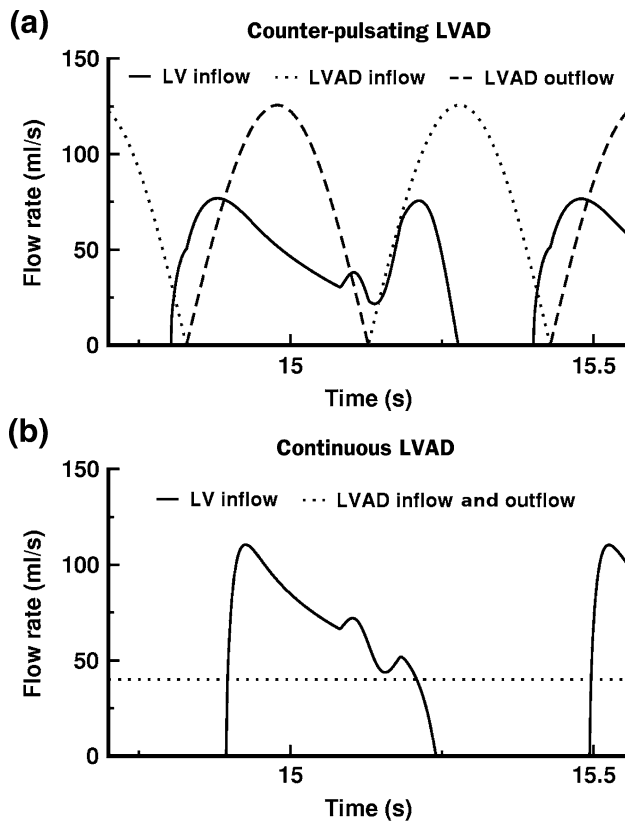 (a)
Counter-pulsating LVAD
150
LV inflow LVAD inflow LVAD outflow
100
50
0
Flow rate (ml/s)
15 15.5
Time (s)
(b)
Continuous LVAD
150
LV inflow LVAD inflow and outflow
100
50
0
Flow rate (ml/s)
15 15.5
Time (s)